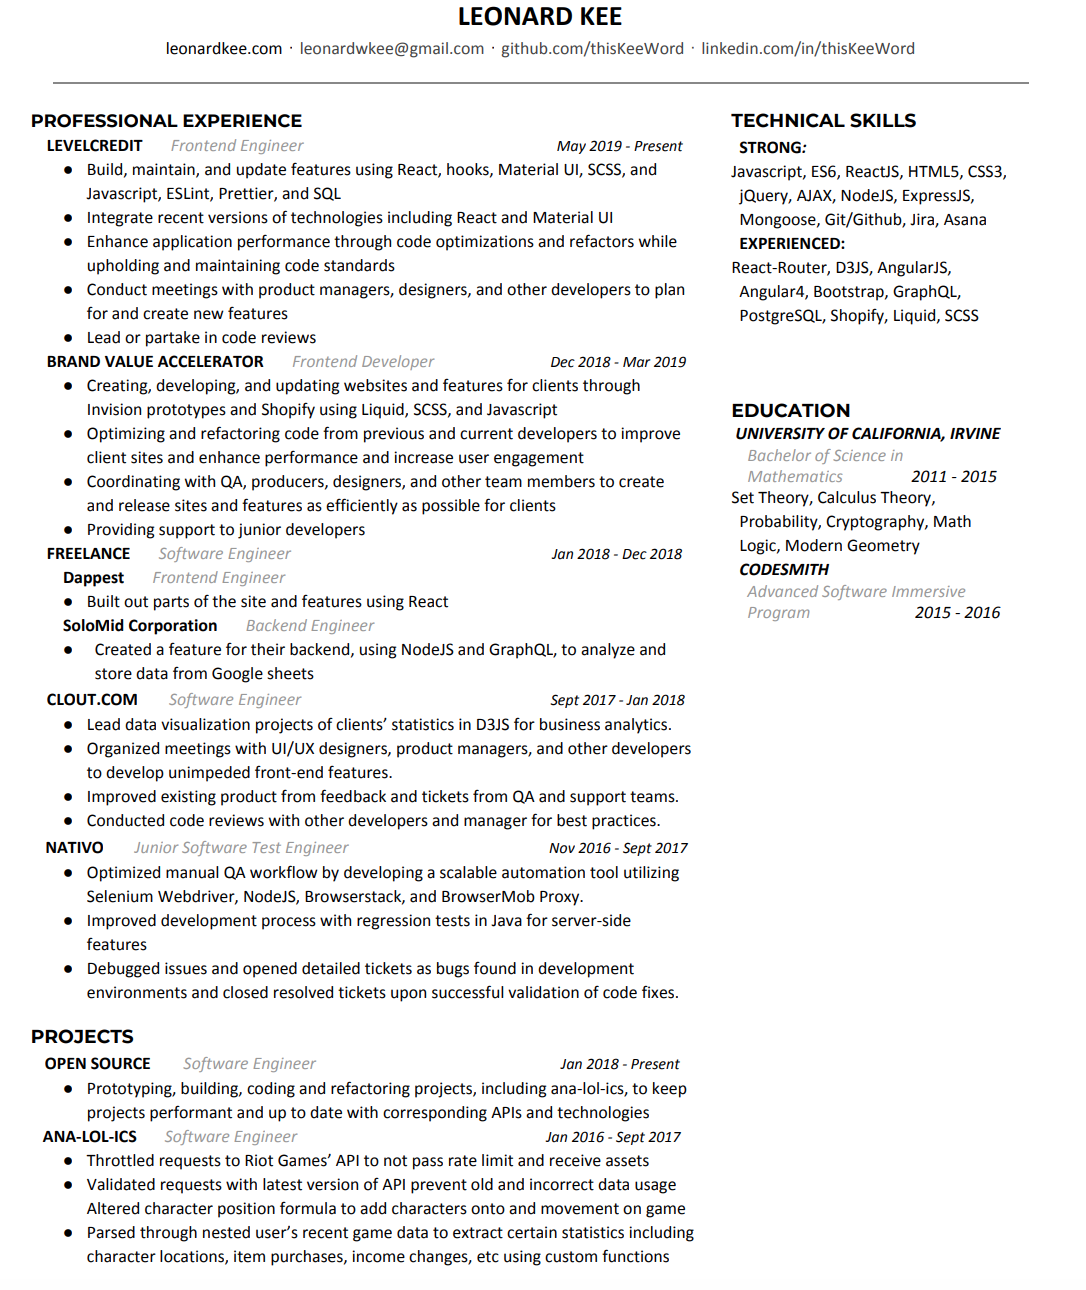 LEONARD KEE
leonardkee.com · leonardwkee@gmail.com · github.com/thisKeeWord · linkedin.com/in/thisKeeWord
PROFESSIONAL EXPERIENCE
LEVELCREDIT Frontend Engineer May 2019 - Present
● Build, maintain, and update features using React, hooks, Material UI, SCSS, and
Javascript, ESLint, Prettier, and SQL
● Integrate recent versions of technologies including React and Material UI
● Enhance application performance through code optimizations and refactors while
upholding and maintaining code standards
● Conduct meetings with product managers, designers, and other developers to plan
for and create new features
● Lead or partake in code reviews
BRAND VALUE ACCELERATOR Frontend Developer Dec 2018 - Mar 2019
● Creating, developing, and updating websites and features for clients through
Invision prototypes and Shopify using Liquid, SCSS, and Javascript
● Optimizing and refactoring code from previous and current developers to improve
client sites and enhance performance and increase user engagement
● Coordinating with QA, producers, designers, and other team members to create
and release sites and features as efficiently as possible for clients
● Providing support to junior developers
FREELANCE Software Engineer Jan 2018 - Dec 2018
Dappest Frontend Engineer
● Built out parts of the site and features using React
SoloMid Corporation Backend Engineer
● Created a feature for their backend, using NodeJS and GraphQL, to analyze and
store data from Google sheets
CLOUT.COM Software Engineer Sept 2017 - Jan 2018
● Lead data visualization projects of clients’ statistics in D3JS for business analytics.
● Organized meetings with UI/UX designers, product managers, and other developers
to develop unimpeded front-end features.
● Improved existing product from feedback and tickets from QA and support teams.
● Conducted code reviews with other developers and manager for best practices.
NATIVO Junior Software Test Engineer Nov 2016 - Sept 2017
● Optimized manual QA workflow by developing a scalable automation tool utilizing
Selenium Webdriver, NodeJS, Browserstack, and BrowserMob Proxy.
● Improved development process with regression tests in Java for server-side
features
● Debugged issues and opened detailed tickets as bugs found in development
environments and closed resolved tickets upon successful validation of code fixes.
PROJECTS
OPEN SOURCE Software Engineer Jan 2018 - Present
● Prototyping, building, coding and refactoring projects, including ana-lol-ics, to keep
projects performant and up to date with corresponding APIs and technologies
ANA-LOL-ICS Software Engineer Jan 2016 - Sept 2017
● Throttled requests to Riot Games’ API to not pass rate limit and receive assets
● Validated requests with latest version of API prevent old and incorrect data usage
Altered character position formula to add characters onto and movement on game
● Parsed through nested user’s recent game data to extract certain statistics including
character locations, item purchases, income changes, etc using custom functions
TECHNICAL SKILLS
STRONG:
Javascript, ES6, ReactJS, HTML5, CSS3,
jQuery, AJAX, NodeJS, ExpressJS,
Mongoose, Git/Github, Jira, Asana
EXPERIENCED:
React-Router, D3JS, AngularJS,
Angular4, Bootstrap, GraphQL,
PostgreSQL, Shopify, Liquid, SCSS
EDUCATION
UNIVERSITY OF CALIFORNIA, IRVINE
Bachelor of Science in
Mathematics 2011 - 2015
Set Theory, Calculus Theory,
Probability, Cryptography, Math
Logic, Modern Geometry
CODESMITH
Advanced Software Immersive
Program 2015 - 2016